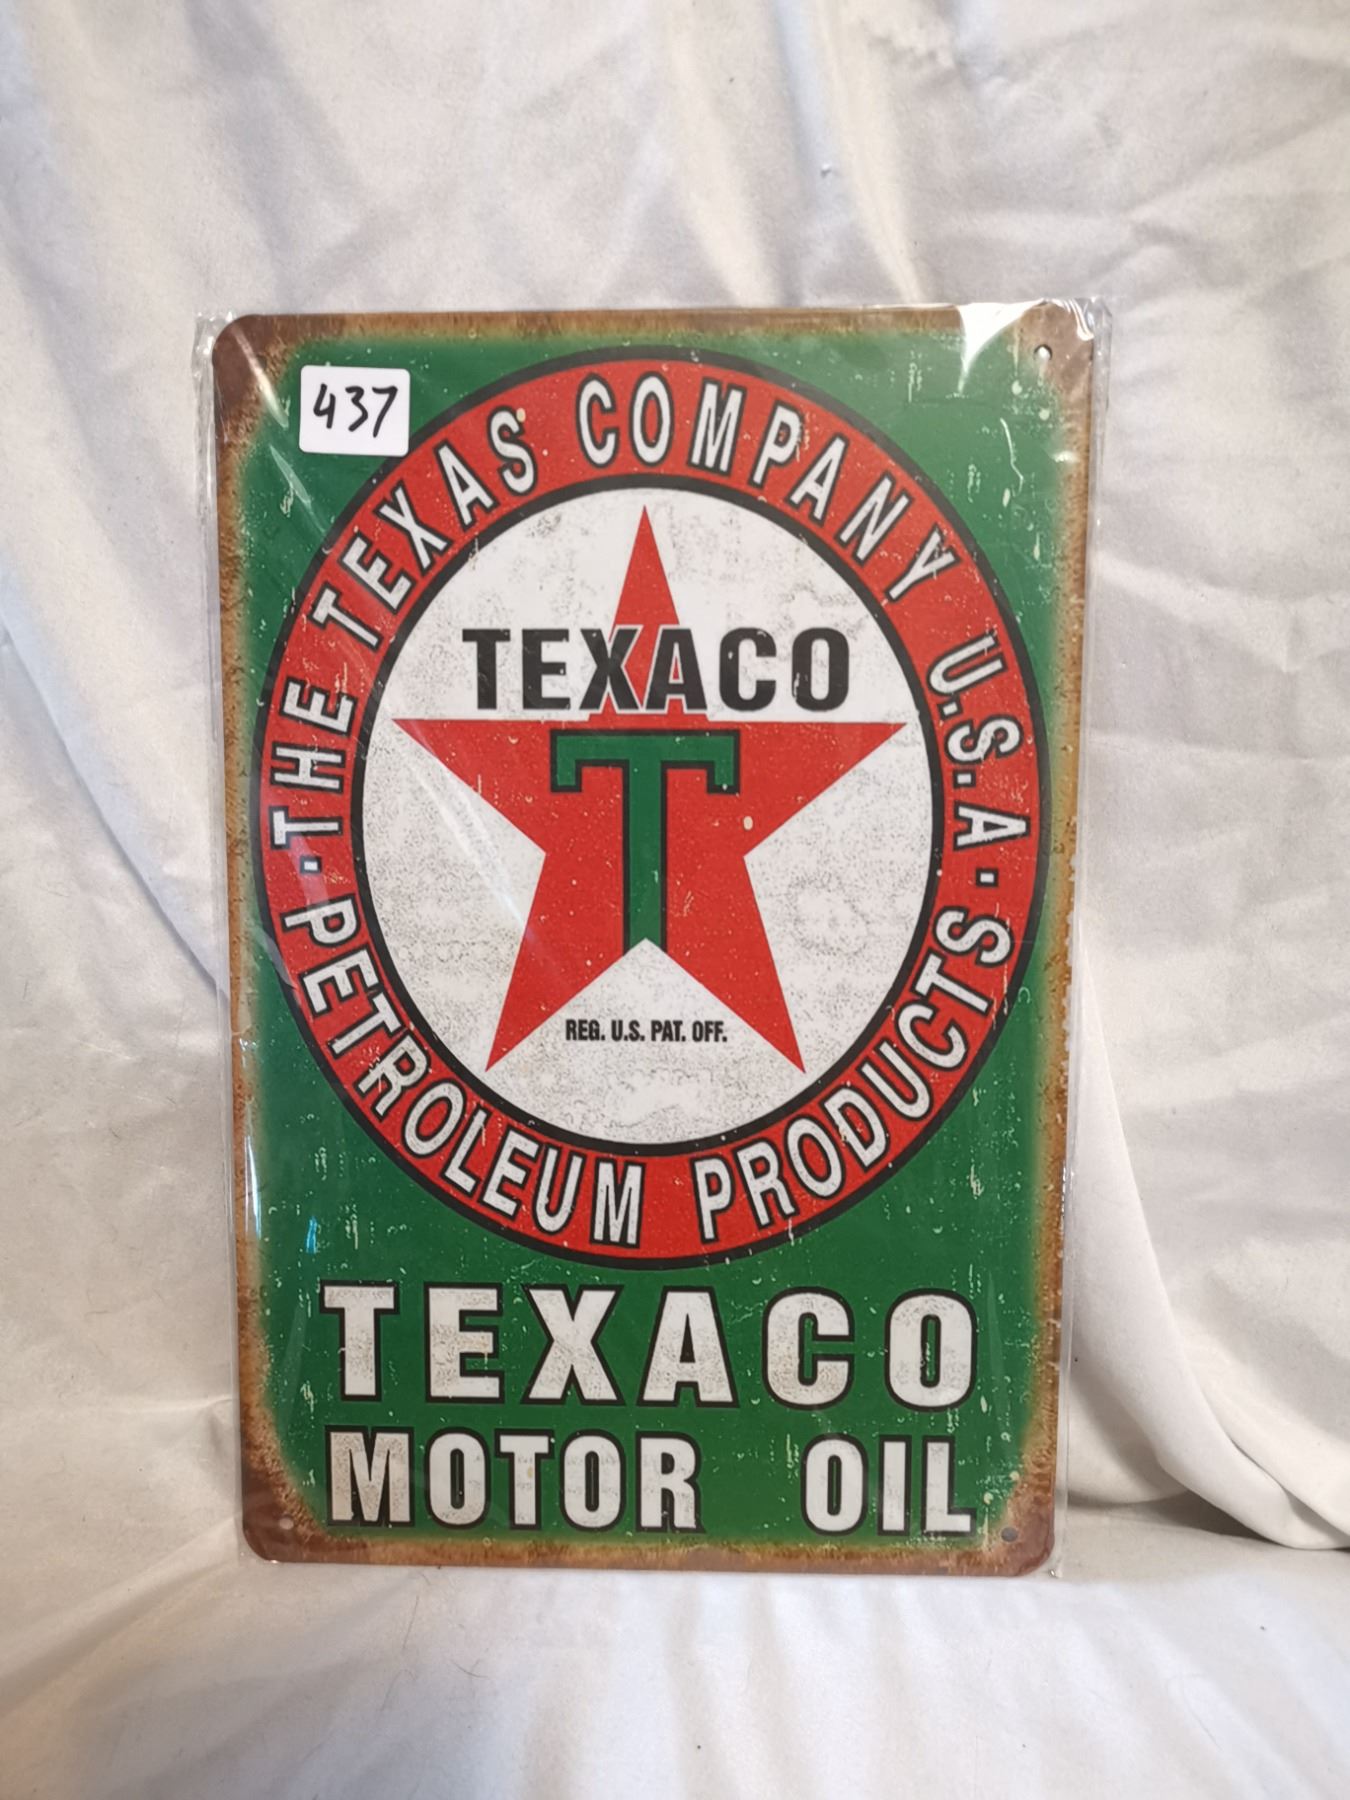 437
THE TEXAS COMPANY U.S.A.
TEXACO
T
REG. U.S. PAT. OFF.
PETROLEUM PRODUCTS
TEXACO
MOTOR OIL